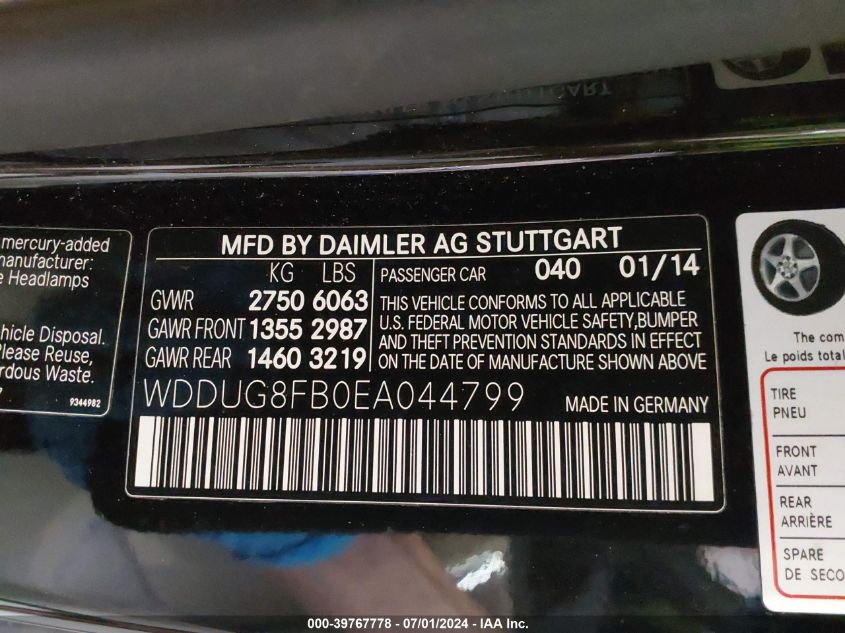 mercury-added
manufacturer:
e Headlamps
hicle Disposal.
Please Reuse,
rdous Waste.
9344982
MFD BY DAIMLER AG STUTTGART
KG LBS
GVWR 2750 6063
GAWR FRONT 1355 2987
GAWR REAR 1460 3219
PASSENGER CAR 040 01/14
THIS VEHICLE CONFORMS TO ALL APPLICABLE
U.S. FEDERAL MOTOR VEHICLE SAFETY,BUMPER
AND THEFT PREVENTION STANDARDS IN EFFECT
ON THE DATE OF MANUFACTURE SHOWN ABOVE
WDDUG8FB0EA044799 MADE IN GERMANY
The com
Le poids total
TIRE
PNEU
FRONT
AVANT
REAR
ARRIÈRE
SPARE
DE SECO
000-39767778 - 07/01/2024 - IAA Inc.